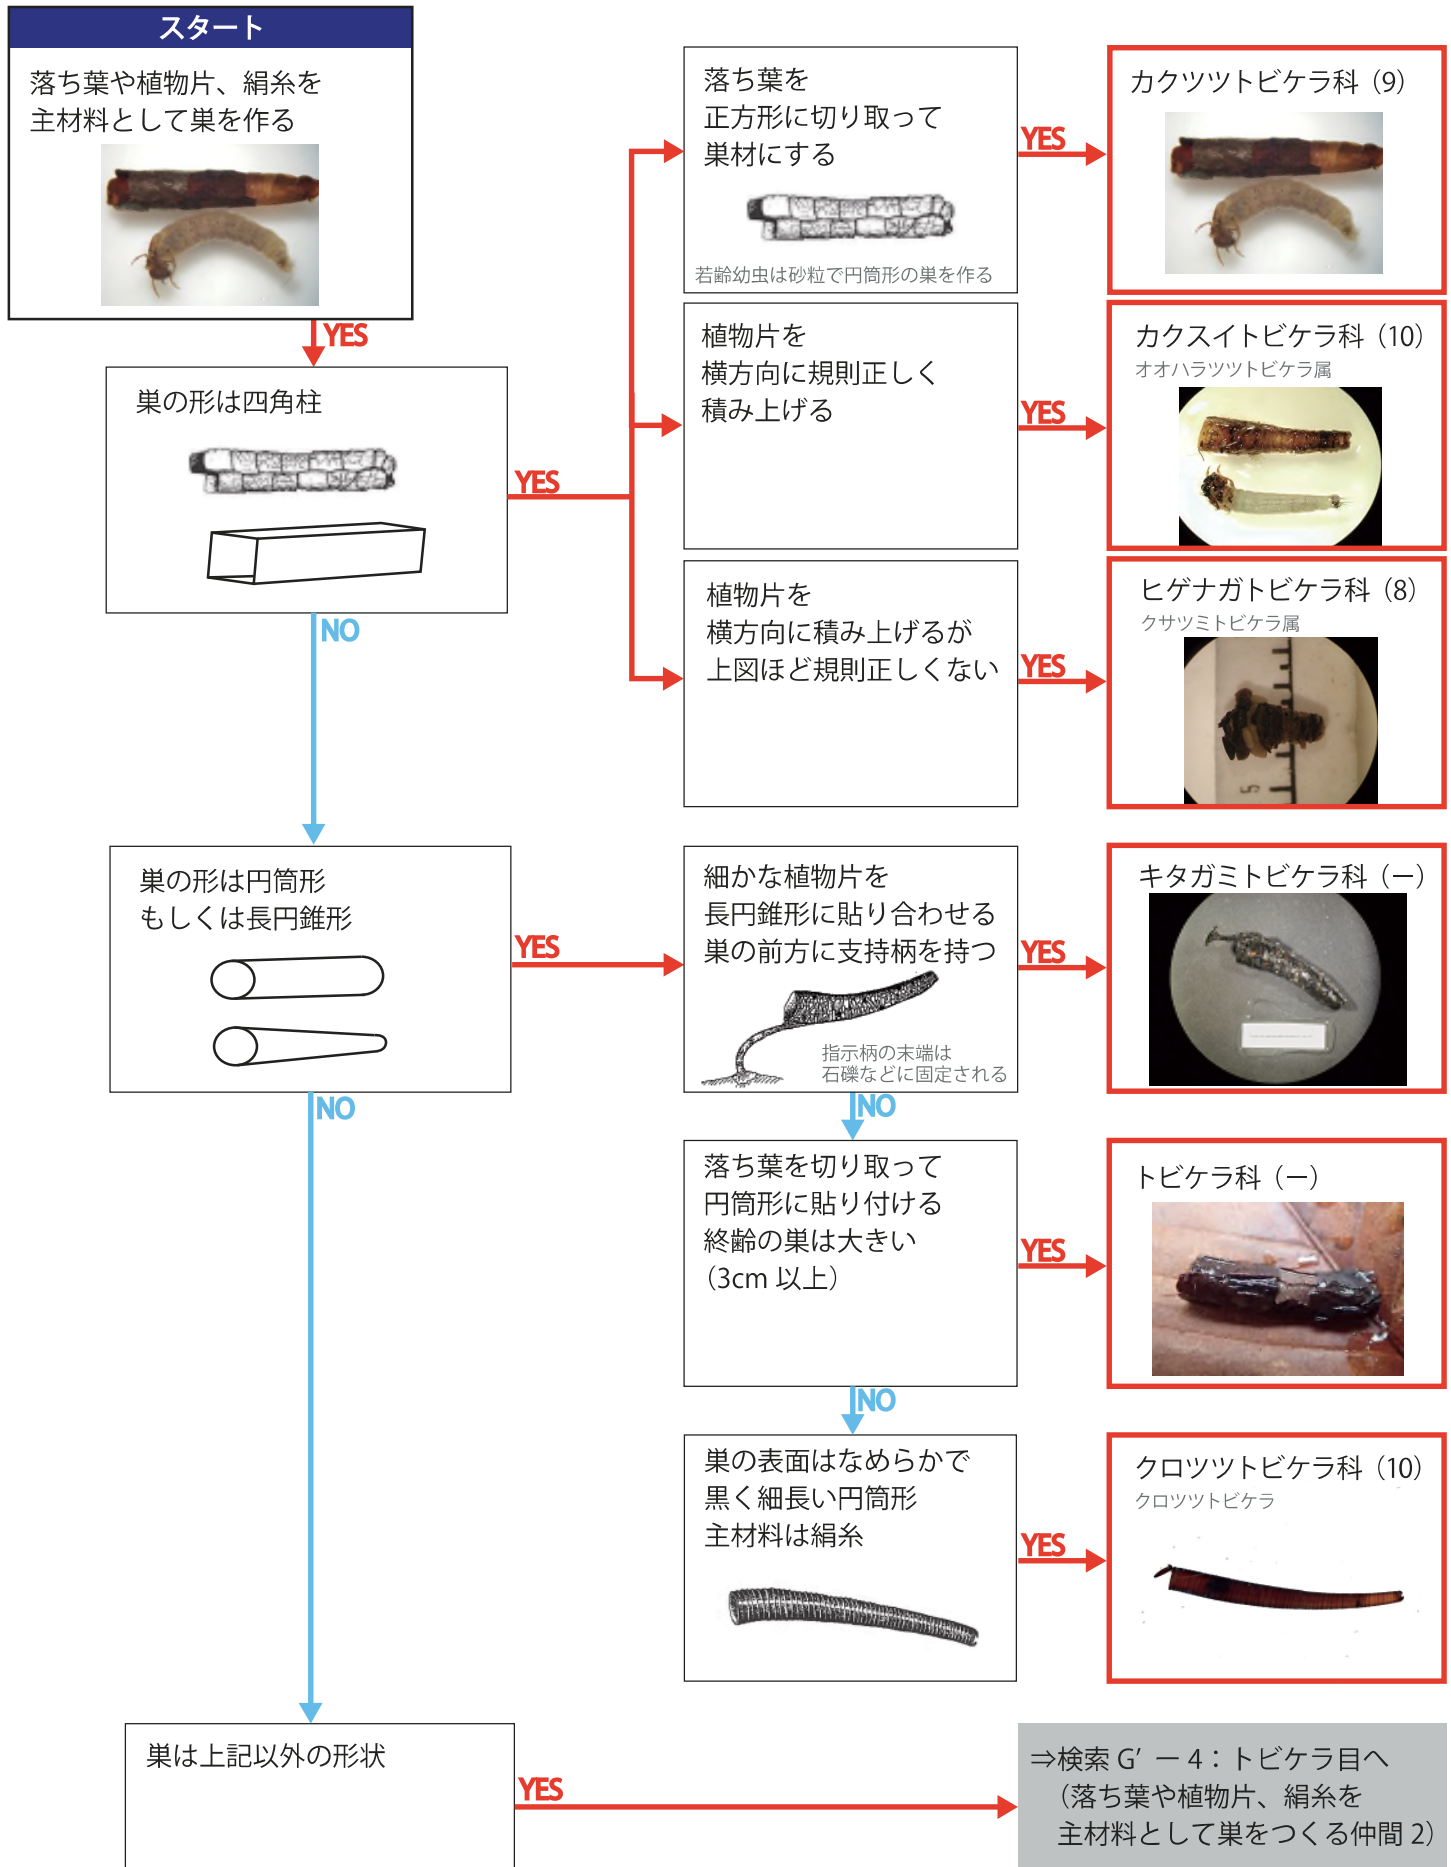 スタート
落ち葉や植物片、絹糸を
主材料として巣を作る
YES
巣の形は四角柱
YES
落ち葉を
正方形に切り取って
巣材にする
若齢幼虫は砂粒で円筒形の巣を作る
YES
カクツツトビケラ科（9）
植物片を
横方向に規則正しく
積み上げる
YES
カクスイトビケラ科（10）
オオハラツツトビケラ属
植物片を
横方向に積み上げるが
上図ほど規則正しくない
YES
ヒゲナガトビケラ科（8）
クサツミトビケラ属
5
NO
巣の形は円筒形
もしくは長円錐形
YES
細かな植物片を
長円錐形に貼り合わせる
巣の前方に支持柄を持つ
指示柄の末端は
石礫などに固定される
YES
キタガミトビケラ科（ー）
NO
落ち葉を切り取って
円筒形に貼り付ける
終齢の巣は大きい
（3cm 以上）
YES
トビケラ科（ー）
NO
巣の表面はなめらかで
黒く細長い円筒形
主材料は絹糸
YES
クロツツトビケラ科（10）
クロツツトビケラ
NO
巣は上記以外の形状
YES
⇒検索 G’ ー 4：トビケラ目へ
（落ち葉や植物片、絹糸を
主材料として巣をつくる仲間 2）